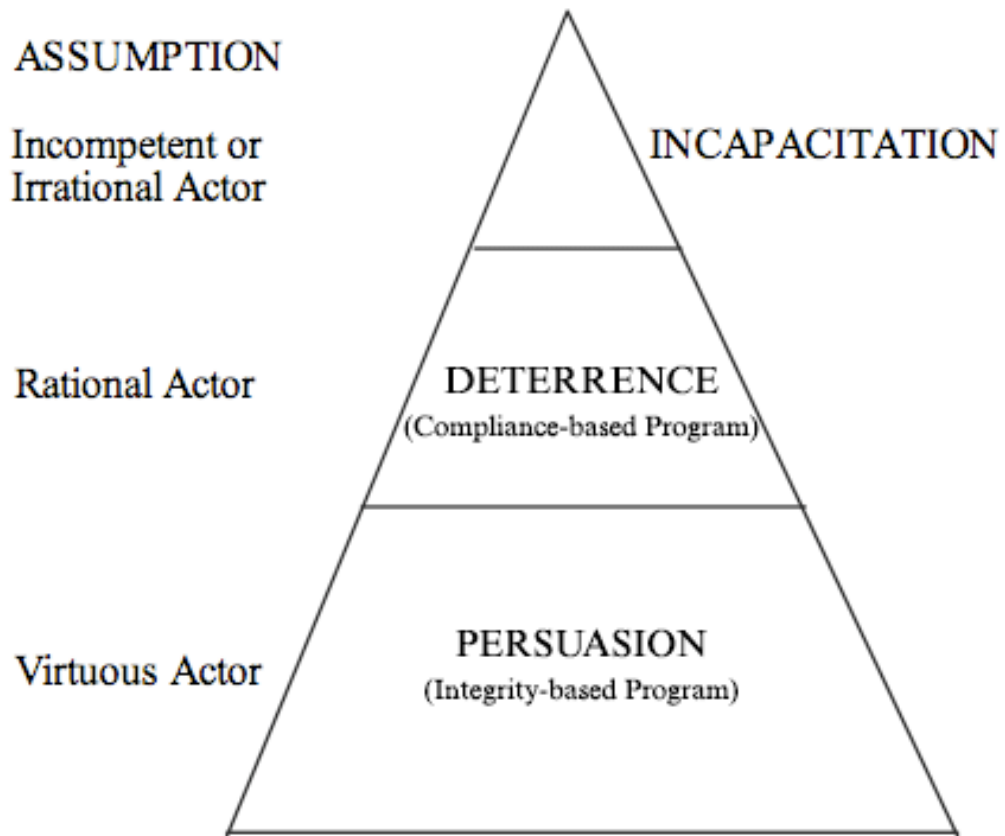 ASSUMPTION
Incompetent or
Irrational Actor
INCAPACITATION
Rational Actor
DETERRENCE
(Compliance-based Program)
Virtuous Actor
PERSUASION
(Integrity-based Program)